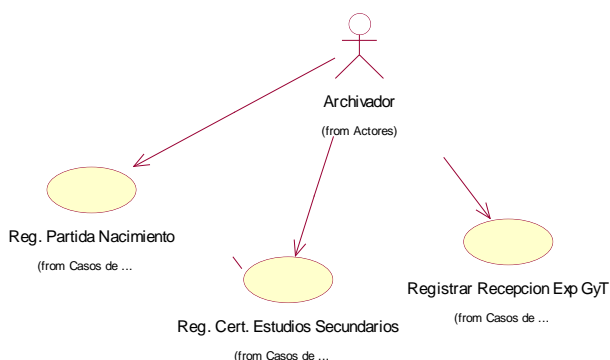 Archivador
(from Actores)
Reg. Partida Nacimiento
(from Casos de ...
Reg. Cert. Estudios Secundarios
(from Casos de ...
Registrar Recepcion Exp GyT
(from Casos de ...